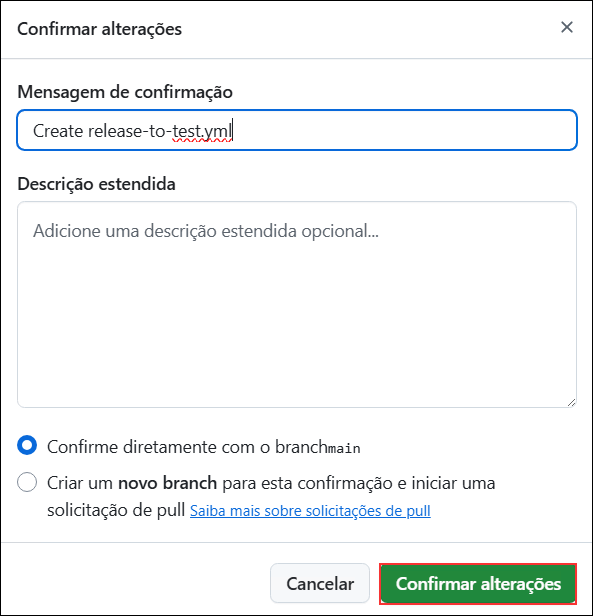 Confirmar alterações
Mensagem de confirmação
Create release-to-test.yml
Descrição estendida
Adicione uma descrição estendida opcional...
Confirme diretamente com o branchmain
Criar um novo branch para esta confirmação e iniciar uma
solicitação de pull Saiba mais sobre solicitações de pull
Cancelar Confirmar alterações